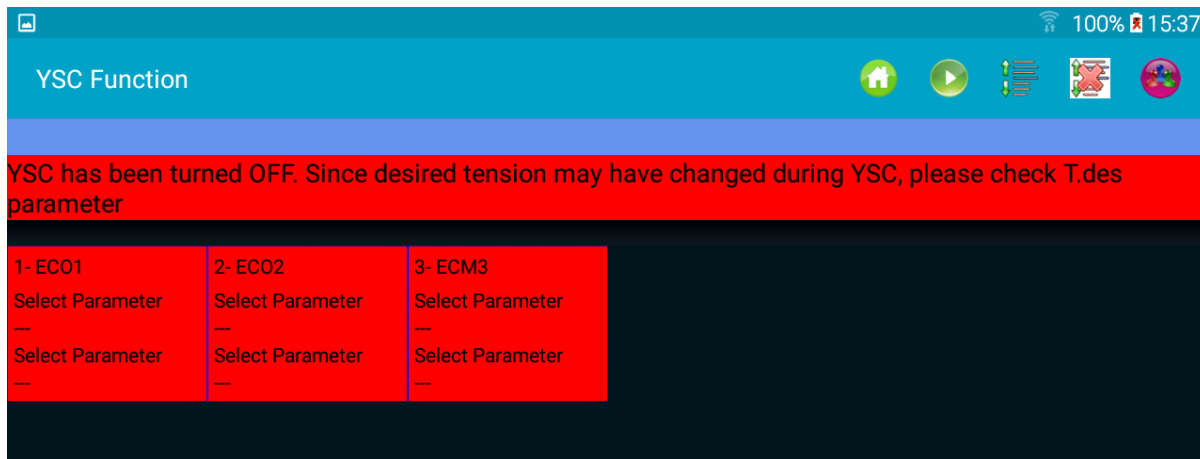 100% 15:37
YSC Function
YSC has been turned OFF. Since desired tension may have changed during YSC, please check T.des
parameter
1- ECO1 2- ECO2 3- ECM3
Select Parameter Select Parameter Select Parameter
--- --- ---
Select Parameter Select Parameter Select Parameter
--- --- ---